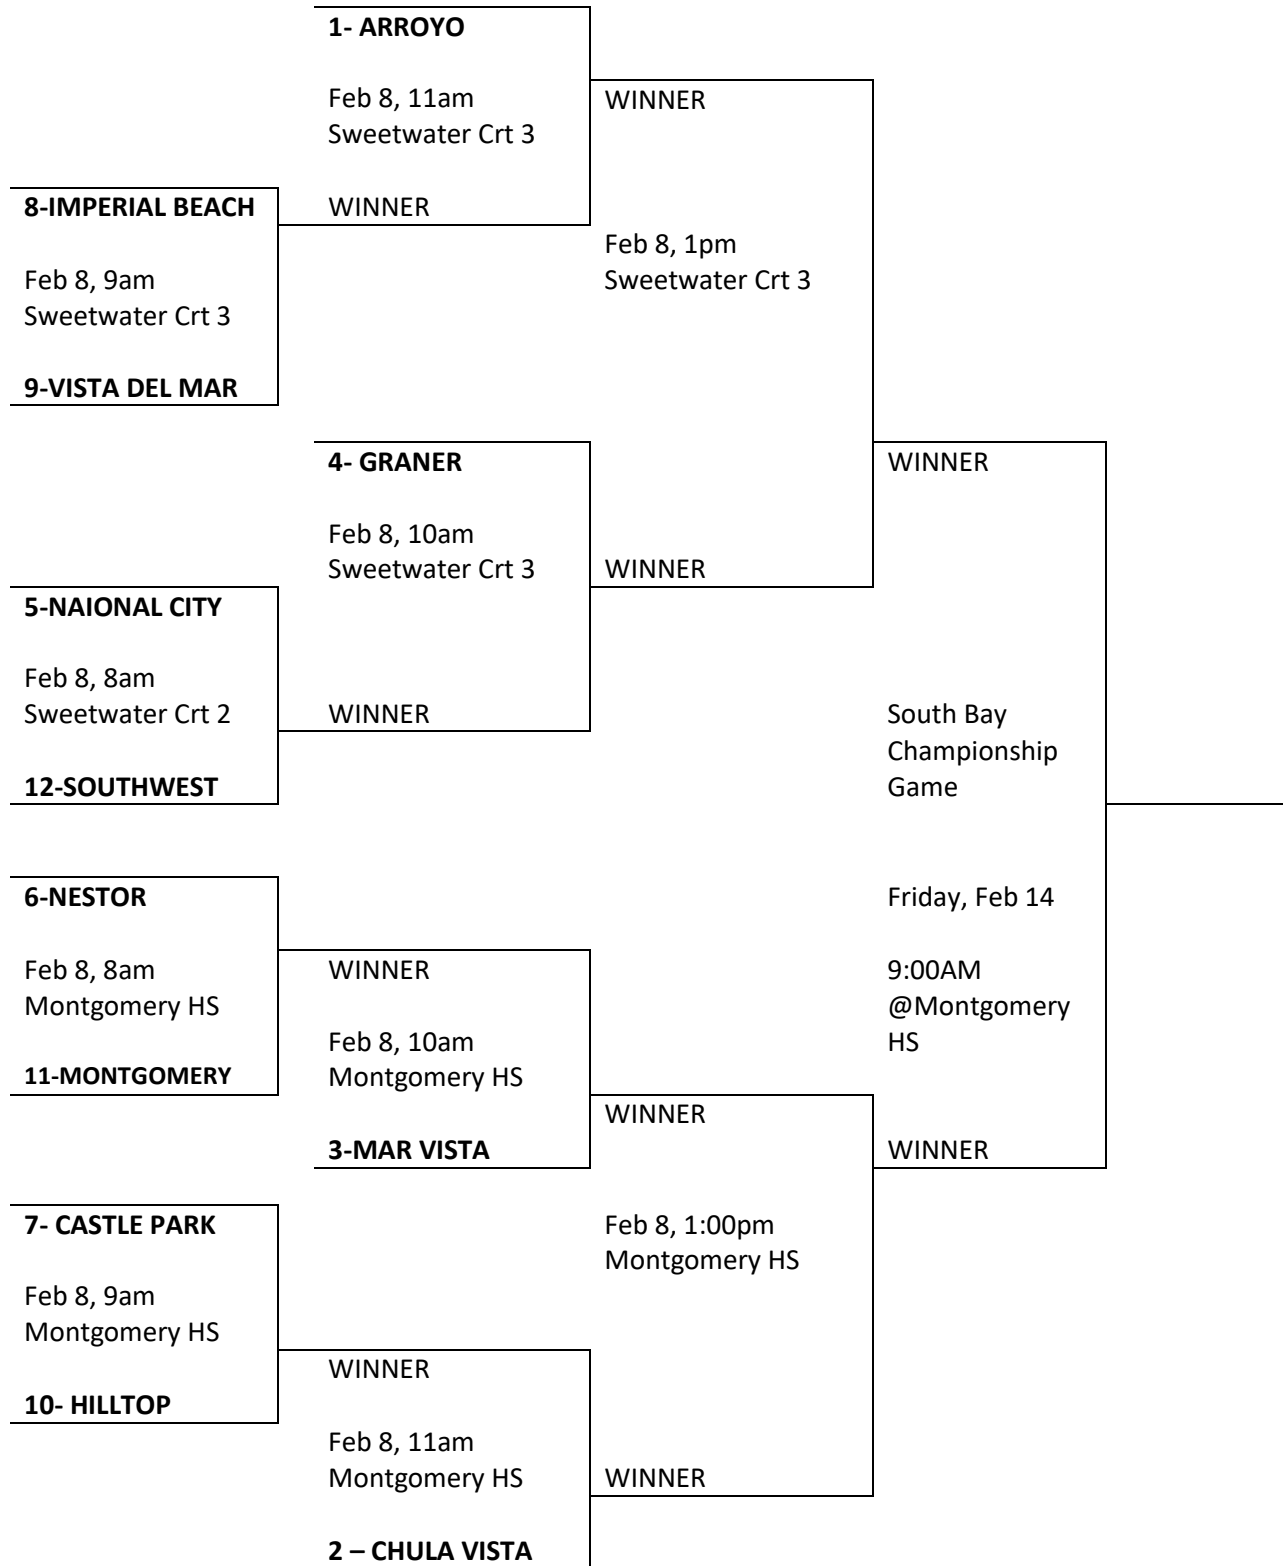 1- ARROYO
Feb 8, 11am
Sweetwater Crt 3
WINNER
WINNER
8-IMPERIAL BEACH
Feb 8, 9am
Sweetwater Crt 3
9-VISTA DEL MAR
Feb 8, 1pm
Sweetwater Crt 3
4- GRANER
Feb 8, 10am
Sweetwater Crt 3
WINNER
WINNER
5-NAIONAL CITY
Feb 8, 8am
Sweetwater Crt 2
12-SOUTHWEST
WINNER
South Bay
Championship
Game
Friday, Feb 14
9:00AM
@Montgomery
HS
6-NESTOR
Feb 8, 8am
Montgomery HS
11-MONTGOMERY
WINNER
Feb 8, 10am
Montgomery HS
3-MAR VISTA
WINNER
WINNER
7- CASTLE PARK
Feb 8, 9am
Montgomery HS
10- HILLTOP
Feb 8, 1:00pm
Montgomery HS
WINNER
Feb 8, 11am
Montgomery HS
2 – CHULA VISTA
WINNER